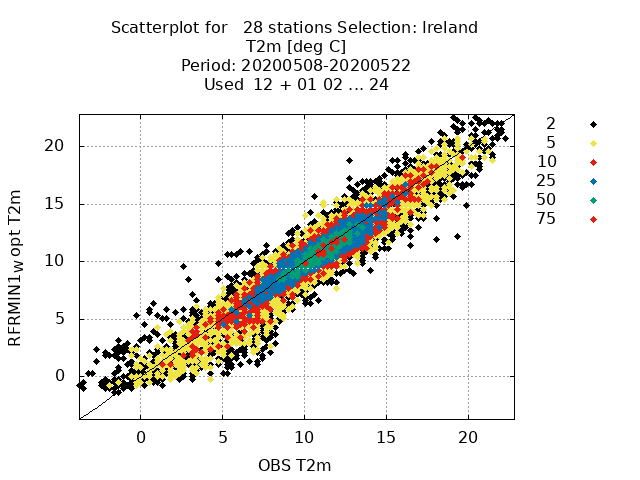 Scatterplot for 28 stations Selection: Ireland
T2m [deg C]
Period: 20200508-20200522
Used 12 + 01 02 ... 24
2
5
10
25
50
75
20
15
10
5
0
RFRMIN1_W opt T2m
0 5 10 15 20
OBS T2m